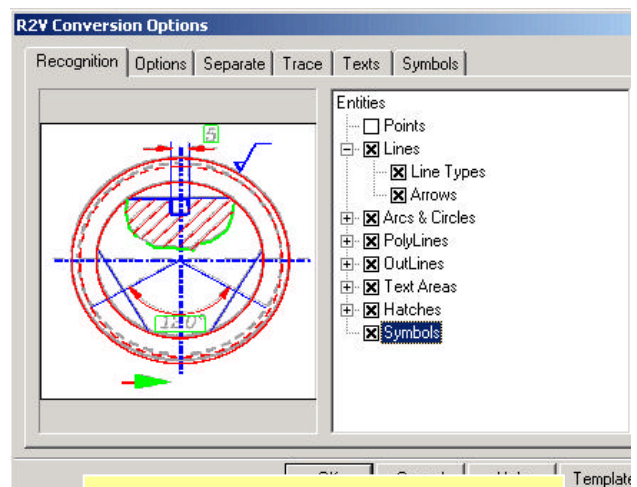 R2V Conversion Options
Recognition Options Separate Trace Texts Symbols
Entities
Points
Lines
Line Types
Arrows
Arcs & Circles
PolyLines
OutLines
Text Areas
Hatches
Symbols
5
120°
Template